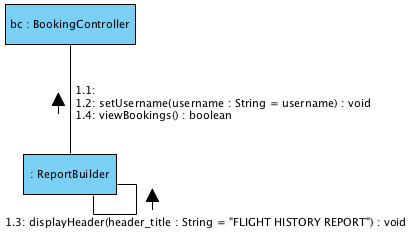 bc : BookingController
1.1:
1.2: setUsername(username : String = username) : void
1.4: viewBookings() : boolean
: ReportBuilder
1.3: displayHeader(header_title : String = "FLIGHT HISTORY REPORT") : void